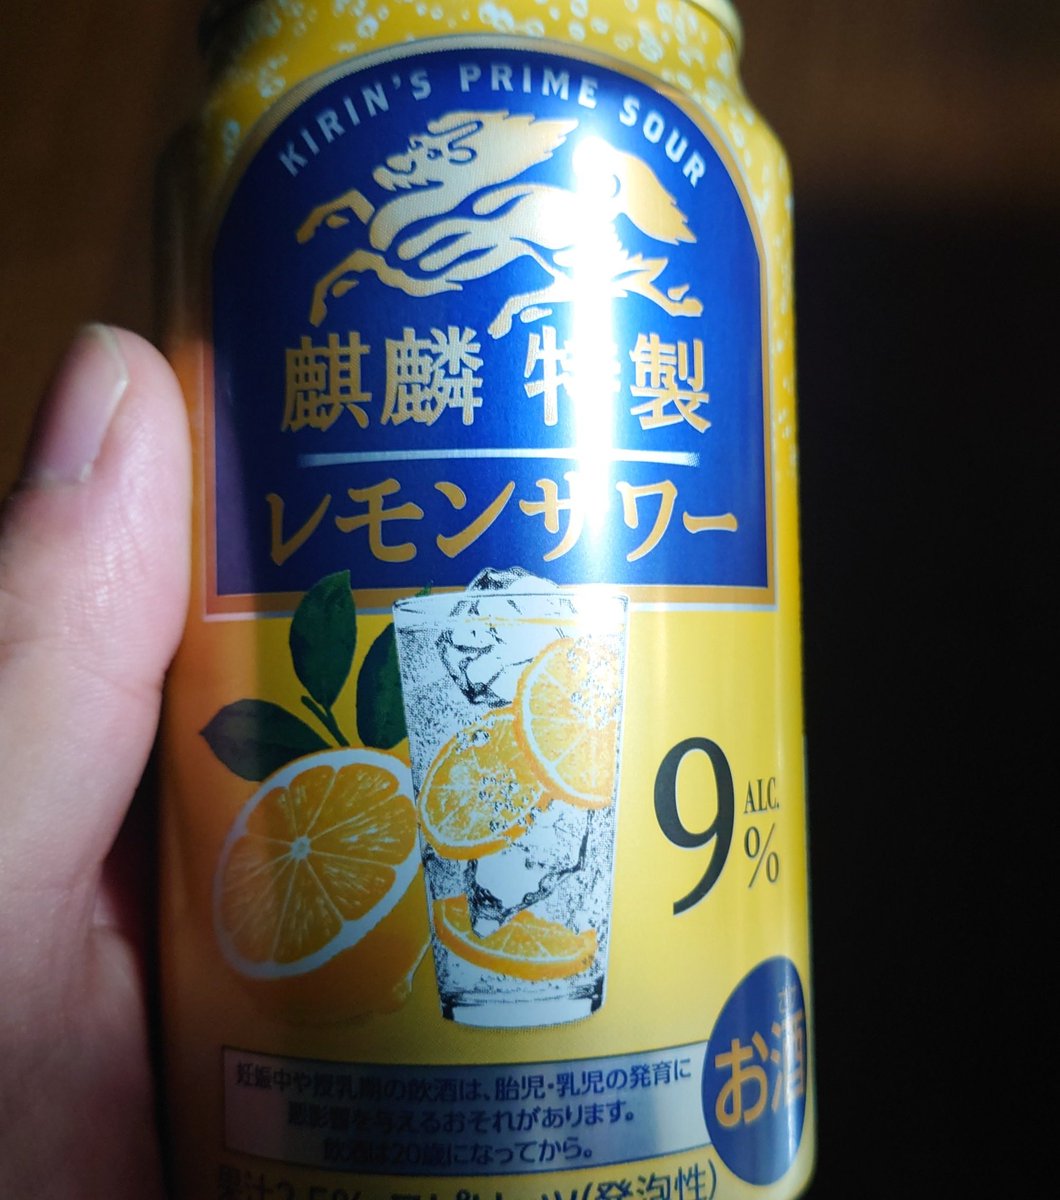 KIRIN'S PRIME SOUR
麒麟 特製
レモンサワー
9
ALC.
%
お酒
妊娠中や授乳期の飲酒は、胎児・乳児の発育に
悪影響を与えるおそれがあります。
飲酒は20歳になってから。
(発泡性)